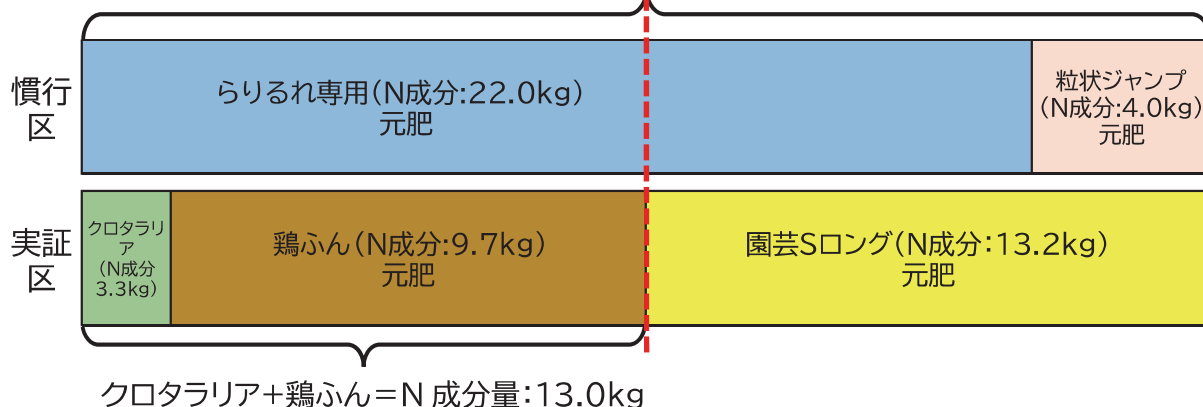 慣行
区
らりるれ専用(N成分:22.0kg)
元肥
粒状ジャンプ
(N成分:4.0kg)
元肥
実証
区
クロタラリ
ア
(N成分
3.3kg)
鶏ふん(N成分:9.7kg)
元肥
園芸Sロング(N成分:13.2kg)
元肥
クロタラリア+鶏ふん=N 成分量:13.0kg